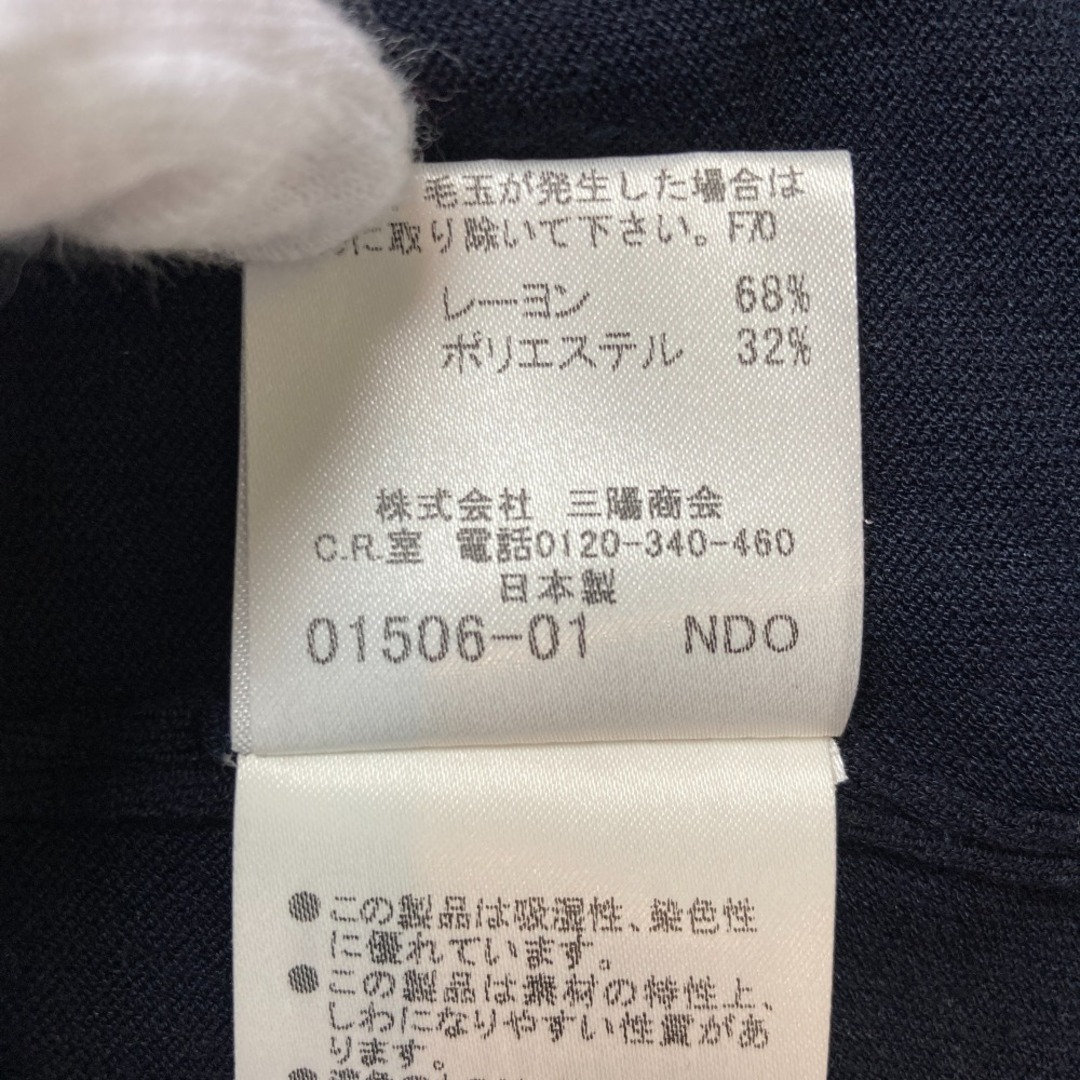 毛玉が発生した場合は
に取り除いて下さい。F70
レーヨン 68%
ポリエステル 32%
株式会社 三陽商会
C.R.室 電話0120-340-460
日本製
01506-01 NDO
●この製品は吸湿性、染色性
に優れています。
●この製品は素材の特性上、
しわになりやすい性質があ
ります。
●